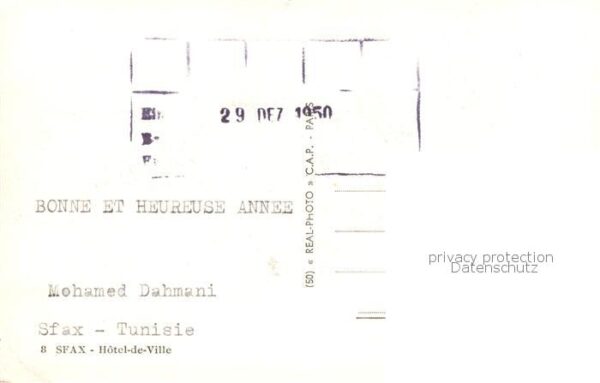 29 DEZ 1950
BONNE ET HEUREUSE ANNEE
(50) « REAL-PHOTO » C.A.P. - PARIS
privacy protection
Datenschutz
Mohamed Dahmani
Sfax - Tunisie
8 SFAX - Hôtel-de-Ville